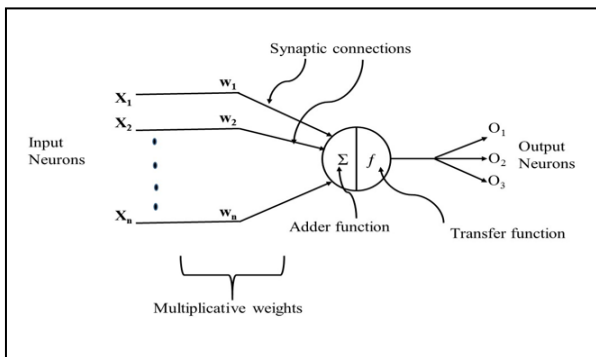 Synaptic connections
X1
w1
X2
w2
Input
Neurons
Σ
f
O1
O2
O3
Output
Neurons
Xn
wn
Adder function
Transfer function
Multiplicative weights